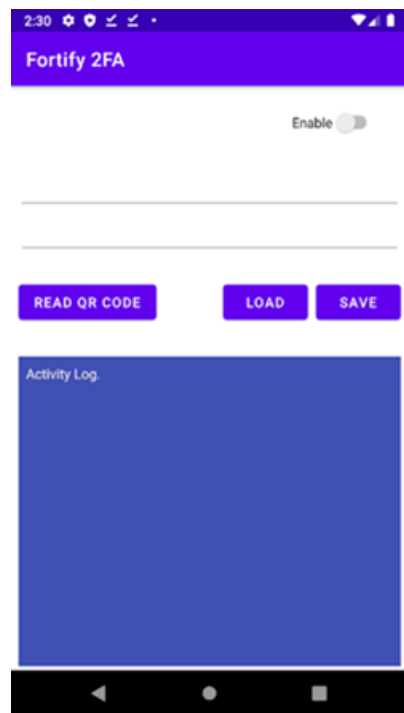 2:30
Fortify 2FA
Enable
READ QR CODE LOAD SAVE
Activity Log.